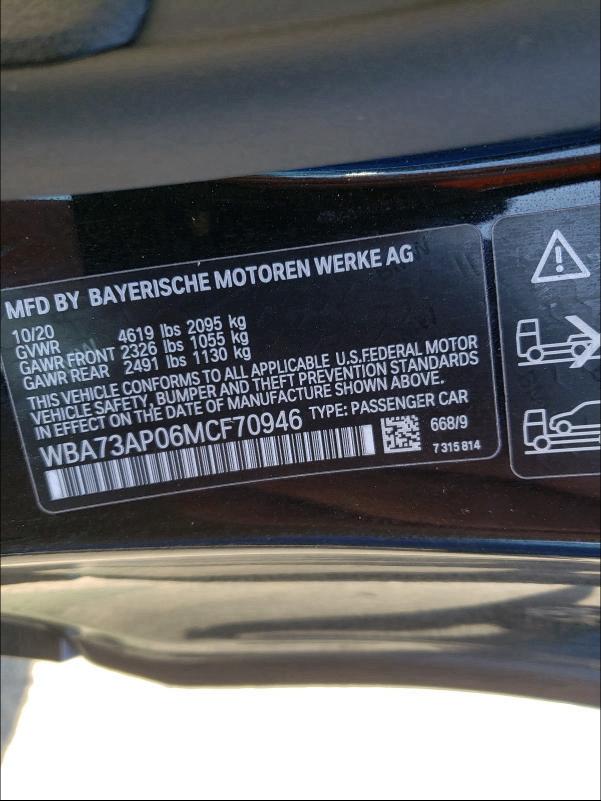 MFD BY BAYERISCHE MOTOREN WERKE AG
10/20
GVWR 4619 lbs 2095 kg
GAWR FRONT 2326 lbs 1055 kg
GAWR REAR 2491 lbs 1130 kg
THIS VEHICLE CONFORMS TO ALL APPLICABLE U.S.FEDERAL MOTOR
VEHICLE SAFETY, BUMPER AND THEFT PREVENTION STANDARDS
IN EFFECT ON THE DATE OF MANUFACTURE SHOWN ABOVE.
WBA73AP06MCF70946 TYPE: PASSENGER CAR
668/9
7 315 814